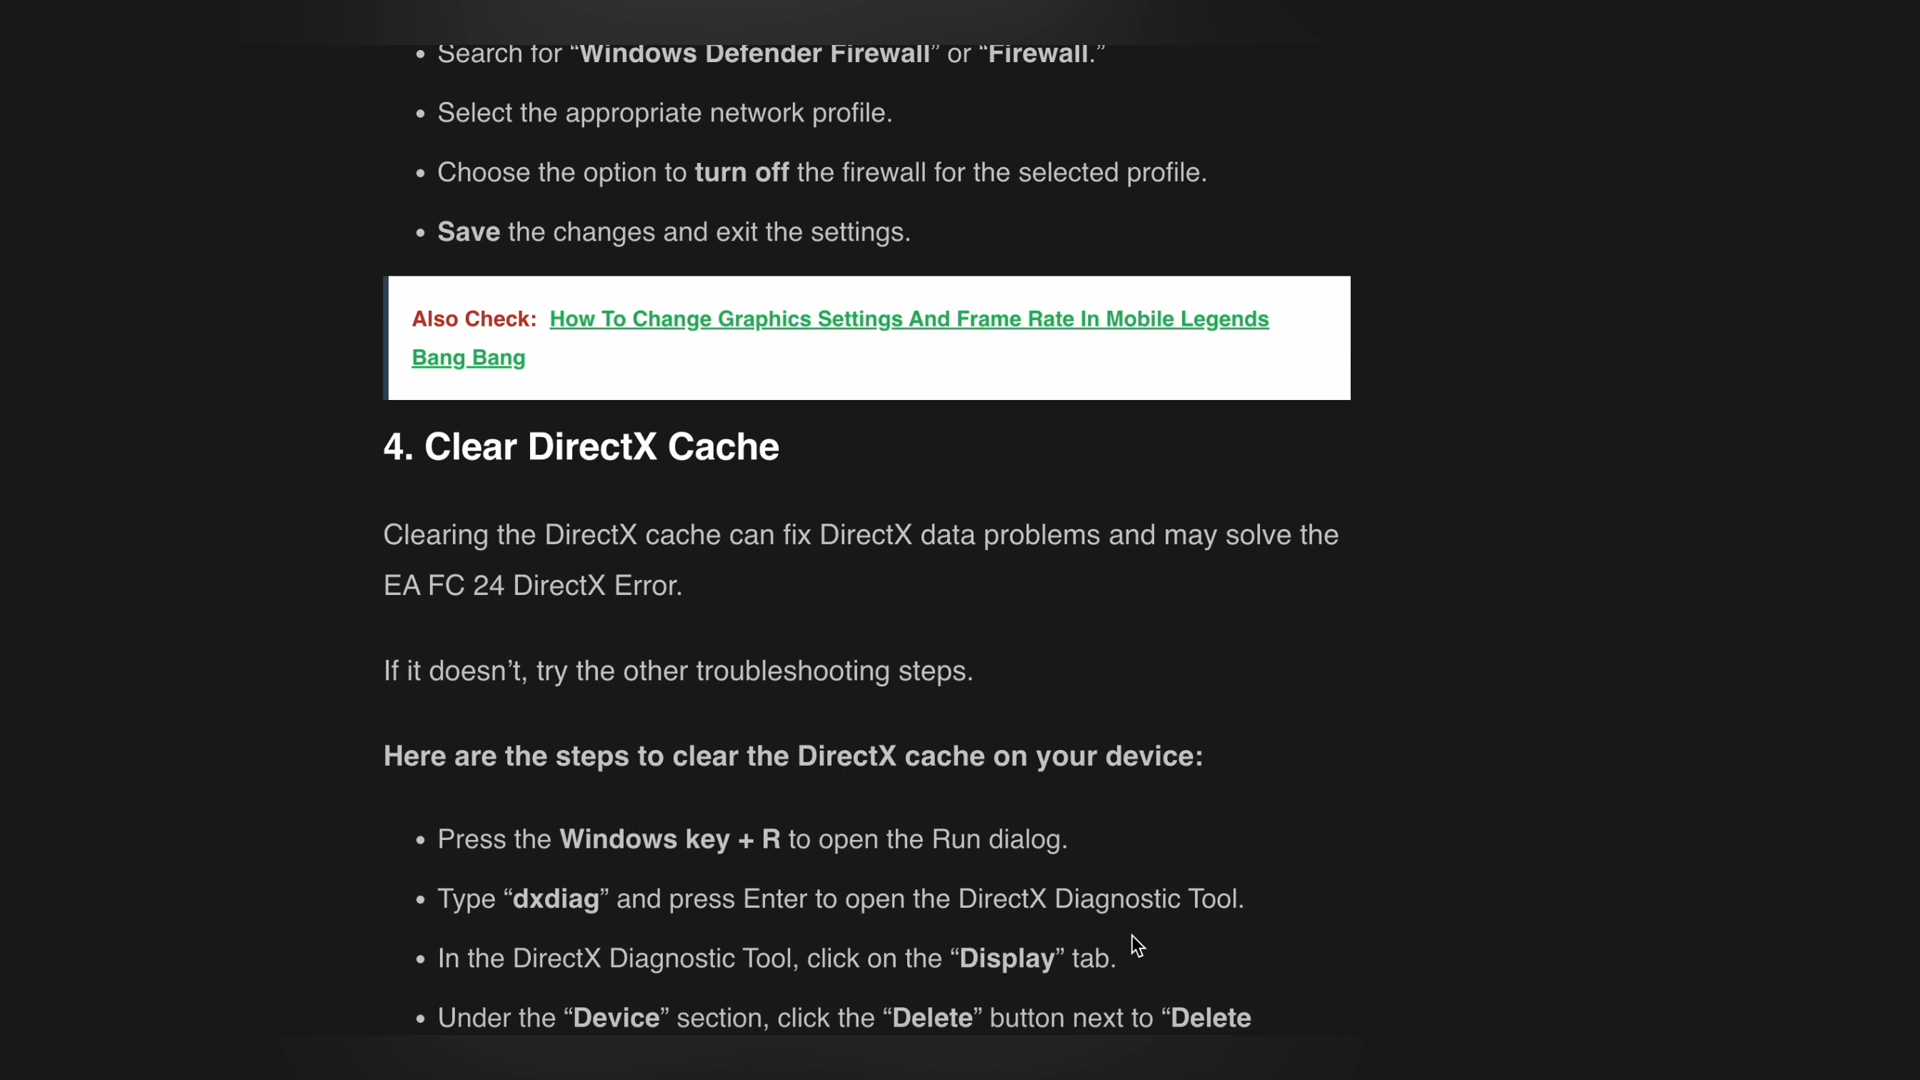 • Search for “Windows Defender Firewall” or “Firewall.”
• Select the appropriate network profile.
• Choose the option to turn off the firewall for the selected profile.
• Save the changes and exit the settings.
Also Check: How To Change Graphics Settings And Frame Rate In Mobile Legends
Bang Bang
4. Clear DirectX Cache
Clearing the DirectX cache can fix DirectX data problems and may solve the
EA FC 24 DirectX Error.
If it doesn’t, try the other troubleshooting steps.
Here are the steps to clear the DirectX cache on your device:
• Press the Windows key + R to open the Run dialog.
• Type “dxdiag” and press Enter to open the DirectX Diagnostic Tool.
• In the DirectX Diagnostic Tool, click on the “Display” tab.
• Under the “Device” section, click the “Delete” button next to “Delete